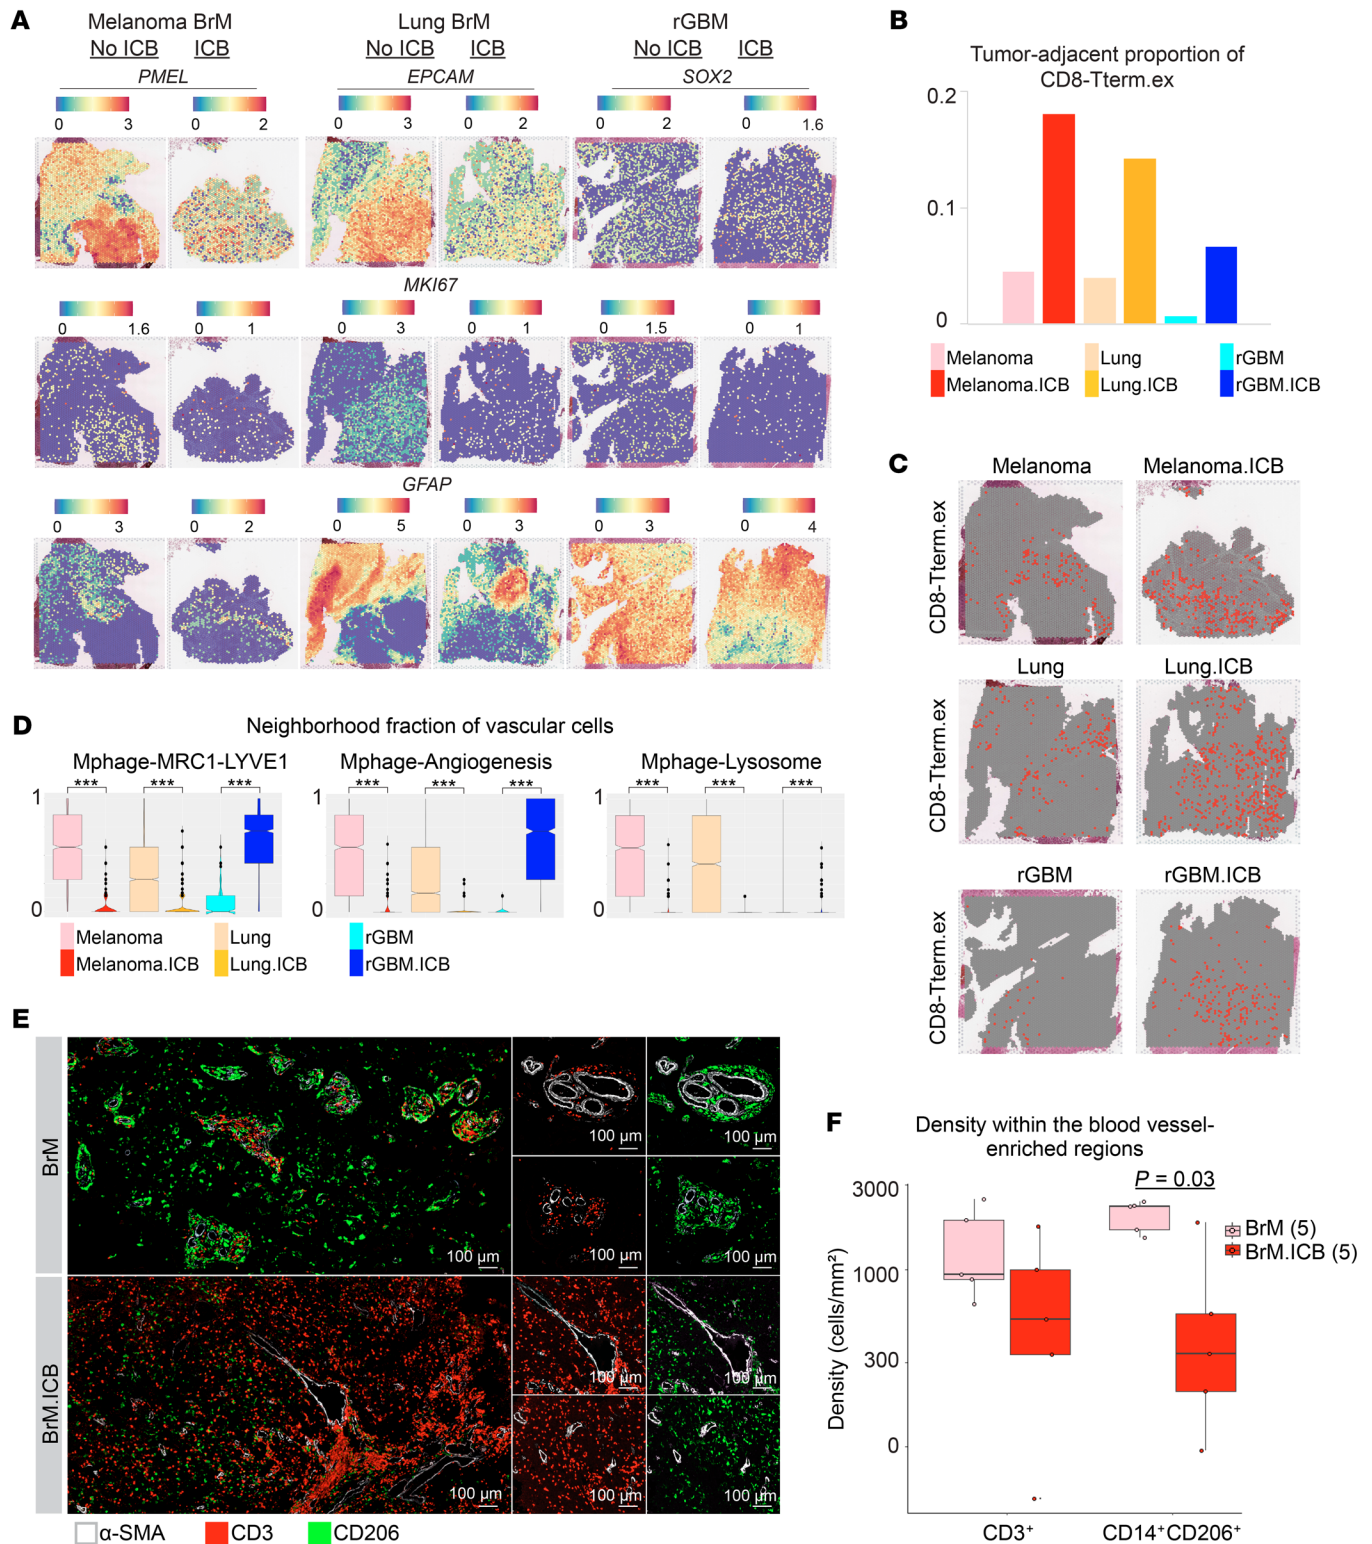 A
Melanoma BrM
Lung BrM
rGBM
No ICB ICB
No ICB ICB
No ICB ICB
PMEL
EPCAM
SOX2
0 3 0 2
0 3 0 2
0 2 0 1.6
MKI67
0 1.6 0 1
0 3 0 1
0 1.5 0 1
GFAP
0 3 0 2
0 5 0 3
0 3 0 4
B
Tumor-adjacent proportion of
CD8-Tterm.ex
0.2
0.1
0
Melanoma Lung rGBM
Melanoma.ICB Lung.ICB rGBM.ICB
C
Melanoma Melanoma.ICB
CD8-Tterm.ex
CD8-Tterm.ex
Lung Lung.ICB
CD8-Tterm.ex
CD8-Tterm.ex
rGBM rGBM.ICB
CD8-Tterm.ex
CD8-Tterm.ex
D
Neighborhood fraction of vascular cells
Mphage-MRC1-LYVE1 Mphage-Angiogenesis Mphage-Lysosome
*** *** *** *** *** *** *** *** ***
1 1 1
0 0 0
Melanoma Lung rGBM
Melanoma.ICB Lung.ICB rGBM.ICB
E
BrM
100 µm
100 µm
100 µm
100 µm
100 µm
BrM.ICB
100 µm
100 µm
100 µm
100 µm
100 µm
α-SMA CD3 CD206
F
Density within the blood vessel-
enriched regions
P = 0.03
Density (cells/mm²)
3000
1000
300
0
BrM (5)
BrM.ICB (5)
CD3⁺ CD14⁺CD206⁺